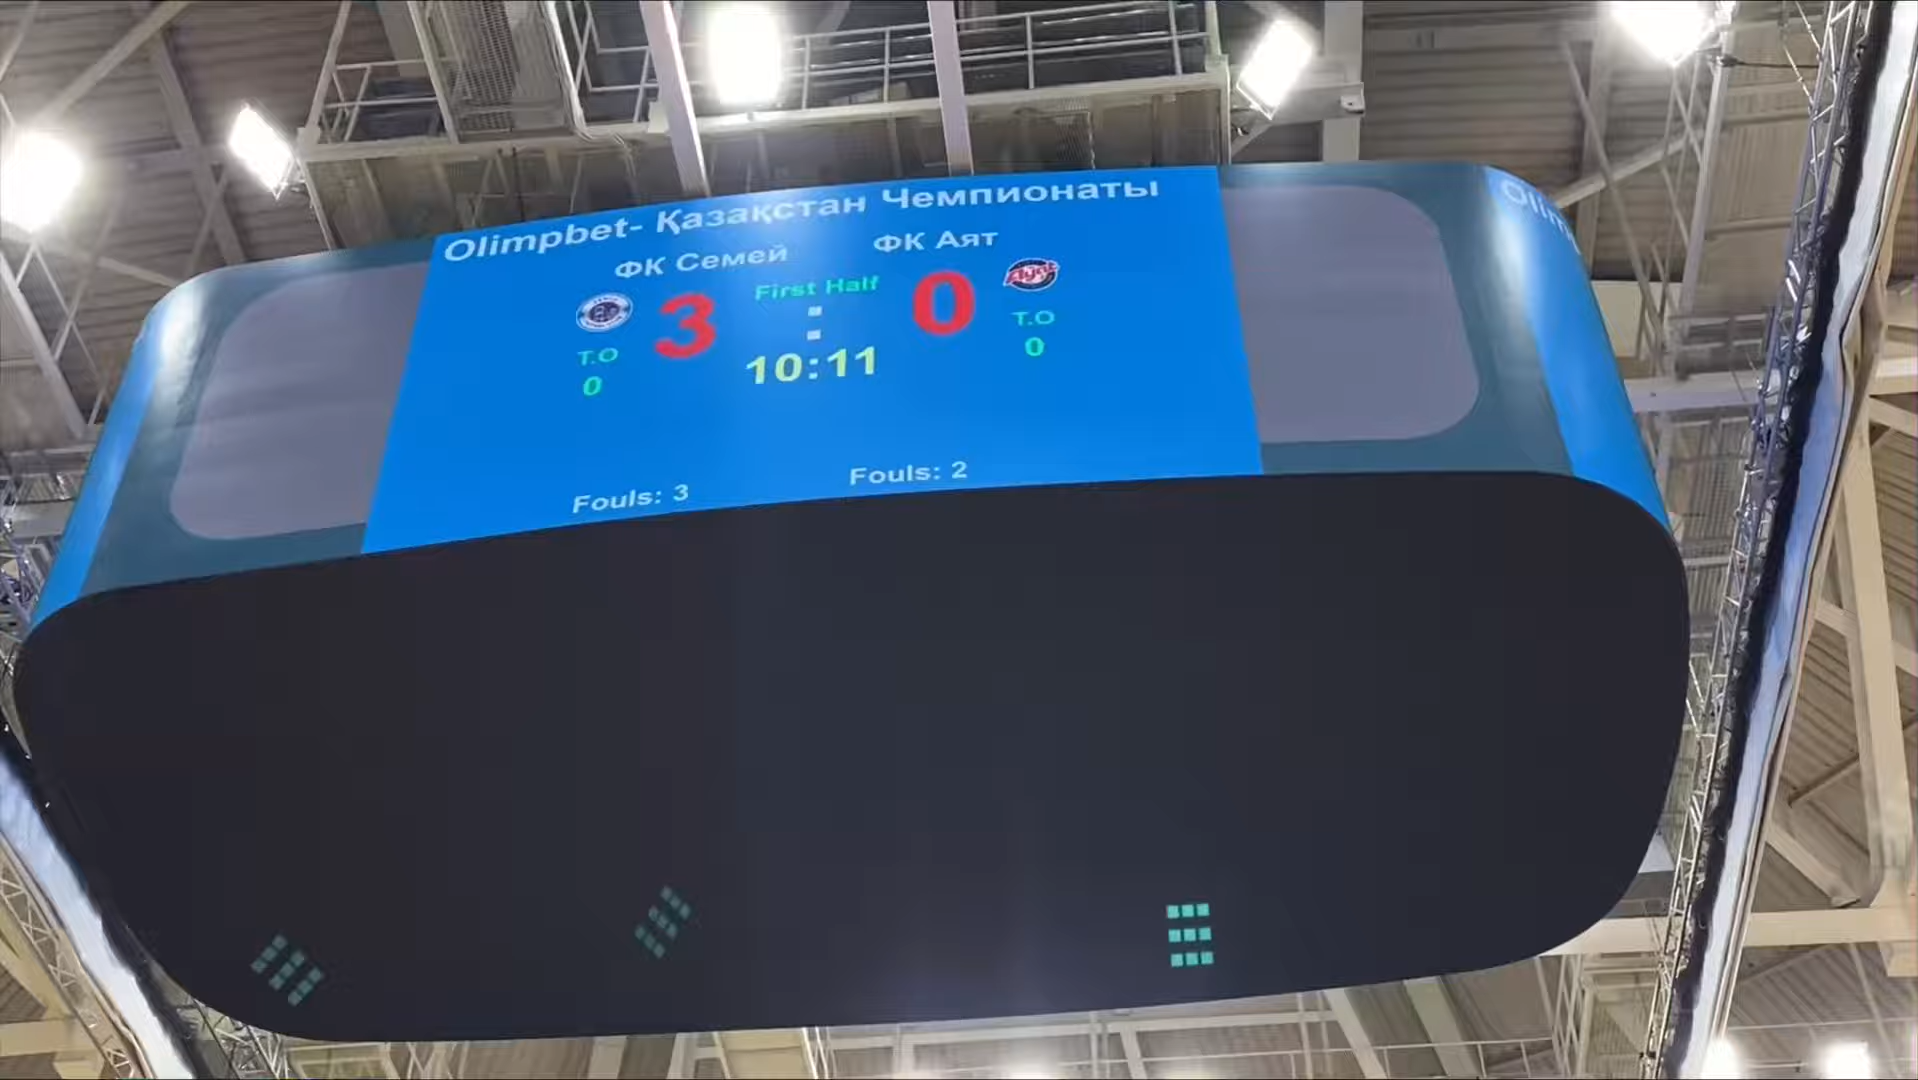 Olimpbet- Қазақстан Чемпионаты
ФК Семей ФК Аят
First Half
3 : 0
Ayat
T.O T.O
0 0
10:11
Fouls: 3 Fouls: 2